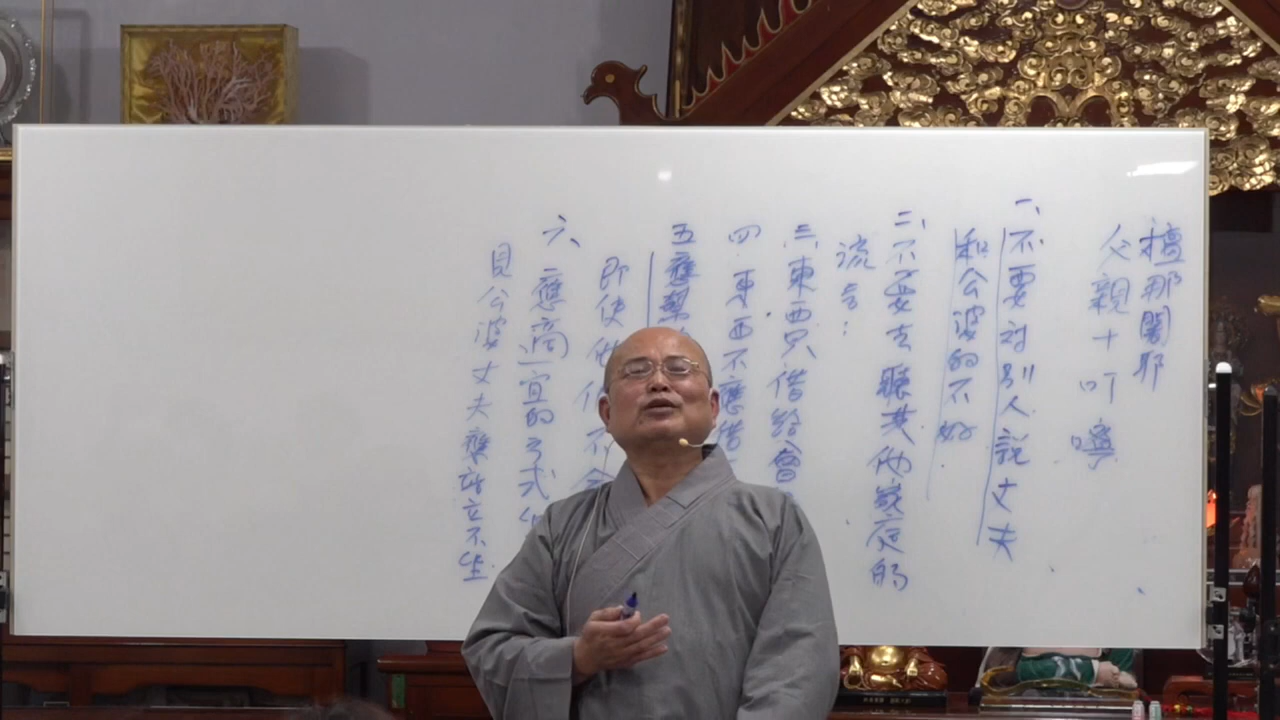 檀那闍耶
父親十叮嚀
一、不要對別人說丈夫
和公婆的不好
二、不要去聽其他家庭的
流言:
三、東西只借給會
四、東西不應借
五應幫
即使 不
六、應適宜的方式
見公婆丈夫應站立不坐